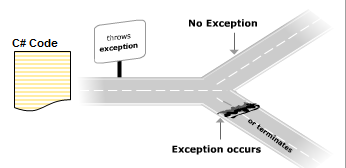 No Exception
C# Code
throws
exception
or terminates
Exception occurs